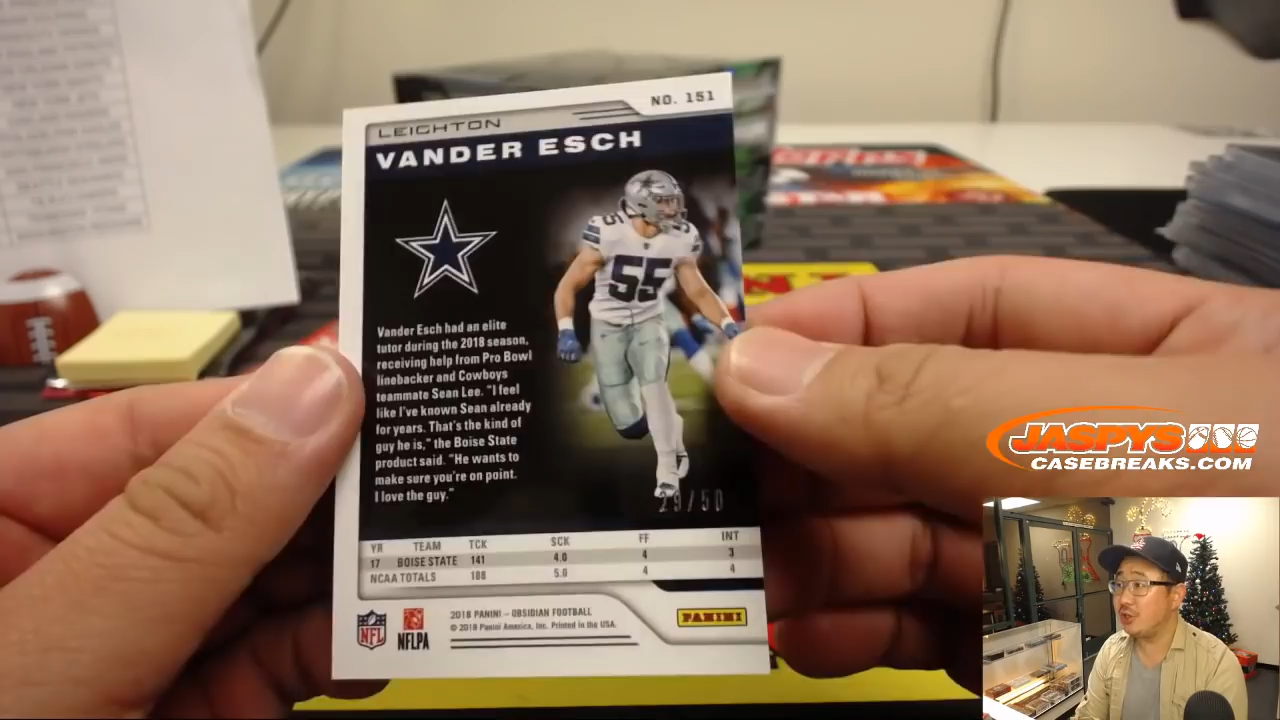 NO. 151
LEIGHTON
VANDER ESCH
55
Vander Esch had an elite
tutor during the 2018 season,
receiving help from Pro Bowl
linebacker and Cowboys
teammate Sean Lee. "I feel
like I've known Sean already
for years. That's the kind of
guy he is," the Boise State
product said. "He wants to
make sure you're on point.
I love the guy."
29/50
YR TEAM TCK SCK FF INT
17 BOISE STATE 141 4.0 4 3
NCAA TOTALS 188 5.0 4 4
2018 PANINI – OBSIDIAN FOOTBALL
© 2018 Panini America, Inc. Printed in the USA.
NFL
NFLPA
PANINI
JASPYS
CASEBREAKS.COM